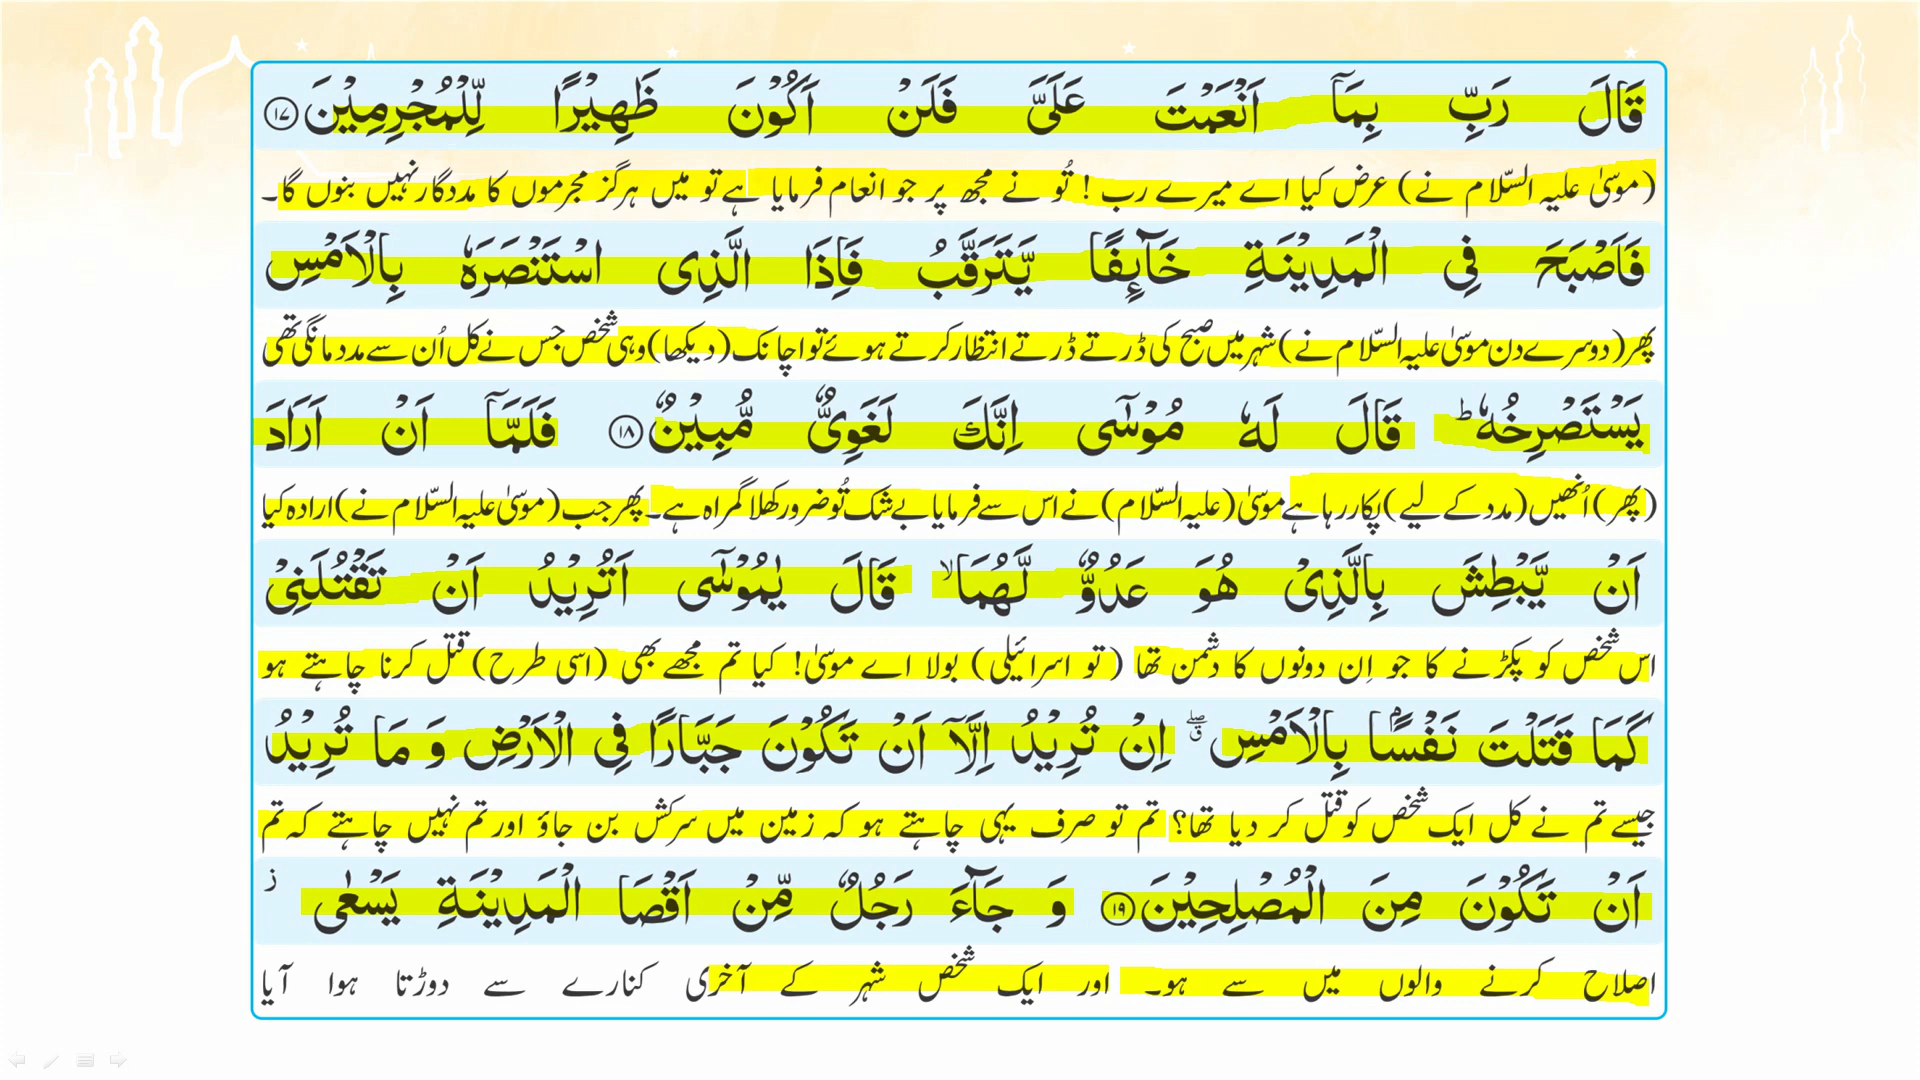 قَالَ رَبِّ بِمَاۤ اَنْعَمْتَ عَلَیَّ فَلَنْ اَكُوْنَ ظَهِیْرًا لِّلْمُجْرِمِیْنَ ۝۱۷
(موسیٰ علیہ السّلام نے) عرض کیا اے میرے رب ! تُو نے مجھ پر جو انعام فرمایا ہے تو میں ہرگز مجرموں کا مددگار نہیں بنوں گا۔
فَاَصْبَحَ فِی الْمَدِیْنَةِ خَآىِٕفًا یَّتَرَقَّبُ فَاِذَا الَّذِی اسْتَنْصَرَهٗ بِالْاَمْسِ
پھر (دوسرے دن موسیٰ علیہ السّلام نے) شہر میں صبح کی ڈرتے ڈرتے انتظار کرتے ہوئے تو اچانک (دیکھا) وہی شخص جس نے کل اُن سے مدد مانگی تھی
یَسْتَصْرِخُهٗ ؕ قَالَ لَهٗ مُوْسٰۤی اِنَّكَ لَغَوِیٌّ مُّبِیْنٌ ۝۱۸ فَلَمَّاۤ اَنْ اَرَادَ
(پھر) اُنھیں (مدد کے لیے) پکار رہا ہے موسیٰ (علیہ السّلام) نے اس سے فرمایا بے شک تُو ضرور کھلا گمراہ ہے۔ پھر جب (موسیٰ علیہ السّلام نے) ارادہ کیا
اَنْ یَّبْطِشَ بِالَّذِیْ هُوَ عَدُوٌّ لَّهُمَا ۙ قَالَ یٰمُوْسٰۤی اَتُرِیْدُ اَنْ تَقْتُلَنِیْ
اس شخص کو پکڑنے کا جو اِن دونوں کا دشمن تھا (تو اسرائیلی) بولا اے موسیٰ! کیا تم مجھے بھی (اسی طرح) قتل کرنا چاہتے ہو
كَمَا قَتَلْتَ نَفْسًۢا بِالْاَمْسِ ۖۗ اِنْ تُرِیْدُ اِلَّاۤ اَنْ تَكُوْنَ جَبَّارًا فِی الْاَرْضِ وَ مَا تُرِیْدُ
جیسے تم نے کل ایک شخص کو قتل کر دیا تھا؟ تم تو صرف یہی چاہتے ہو کہ زمین میں سرکش بن جاؤ اور تم نہیں چاہتے کہ تم
اَنْ تَكُوْنَ مِنَ الْمُصْلِحِیْنَ ۝۱۹ وَ جَآءَ رَجُلٌ مِّنْ اَقْصَا الْمَدِیْنَةِ یَسْعٰی ؗ
اصلاح کرنے والوں میں سے ہو۔ اور ایک شخص شہر کے آخری کنارے سے دوڑتا ہوا آیا